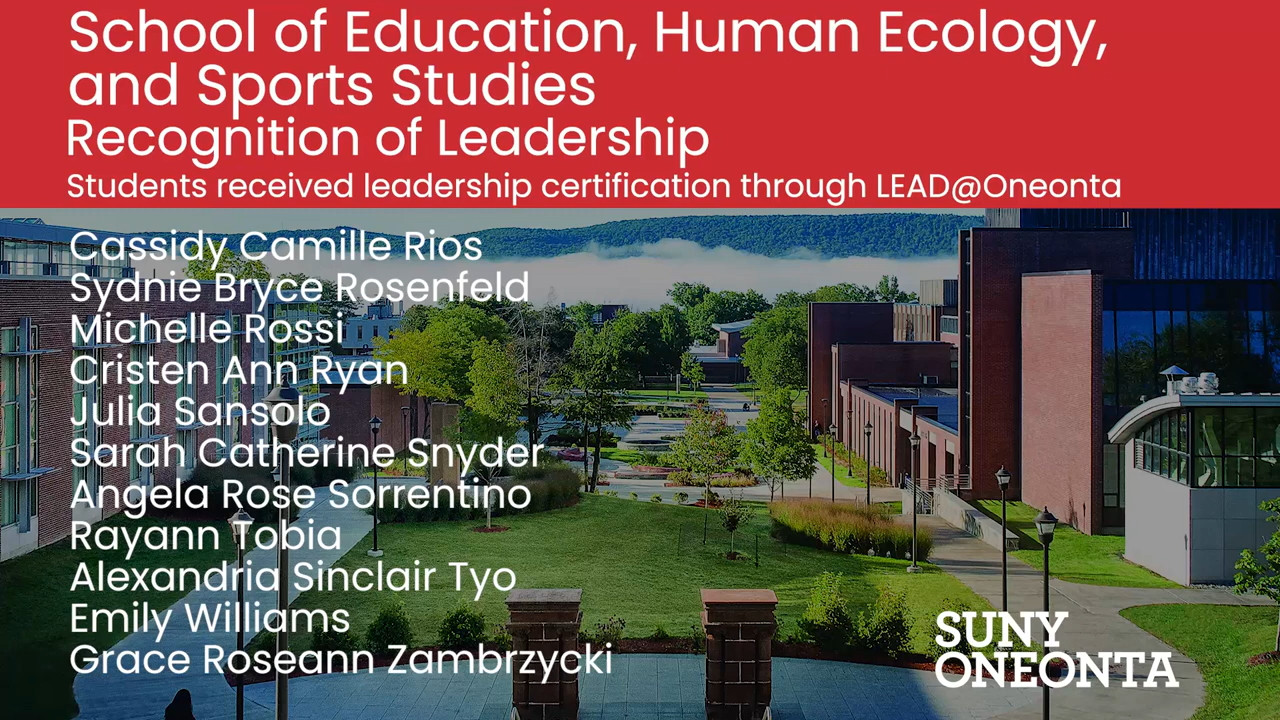 School of Education, Human Ecology,
and Sports Studies
Recognition of Leadership
Students received leadership certification through LEAD@Oneonta
Cassidy Camille Rios
Sydnie Bryce Rosenfeld
Michelle Rossi
Cristen Ann Ryan
Julia Sansolo
Sarah Catherine Snyder
Angela Rose Sorrentino
Rayann Tobia
Alexandria Sinclair Tyo
Emily Williams
Grace Roseann Zambrzycki
SUNY
ONEONTA